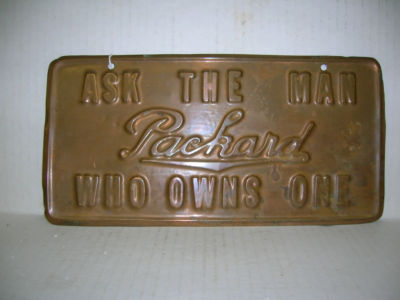 ASK THE MAN
Packard
WHO OWNS ONE